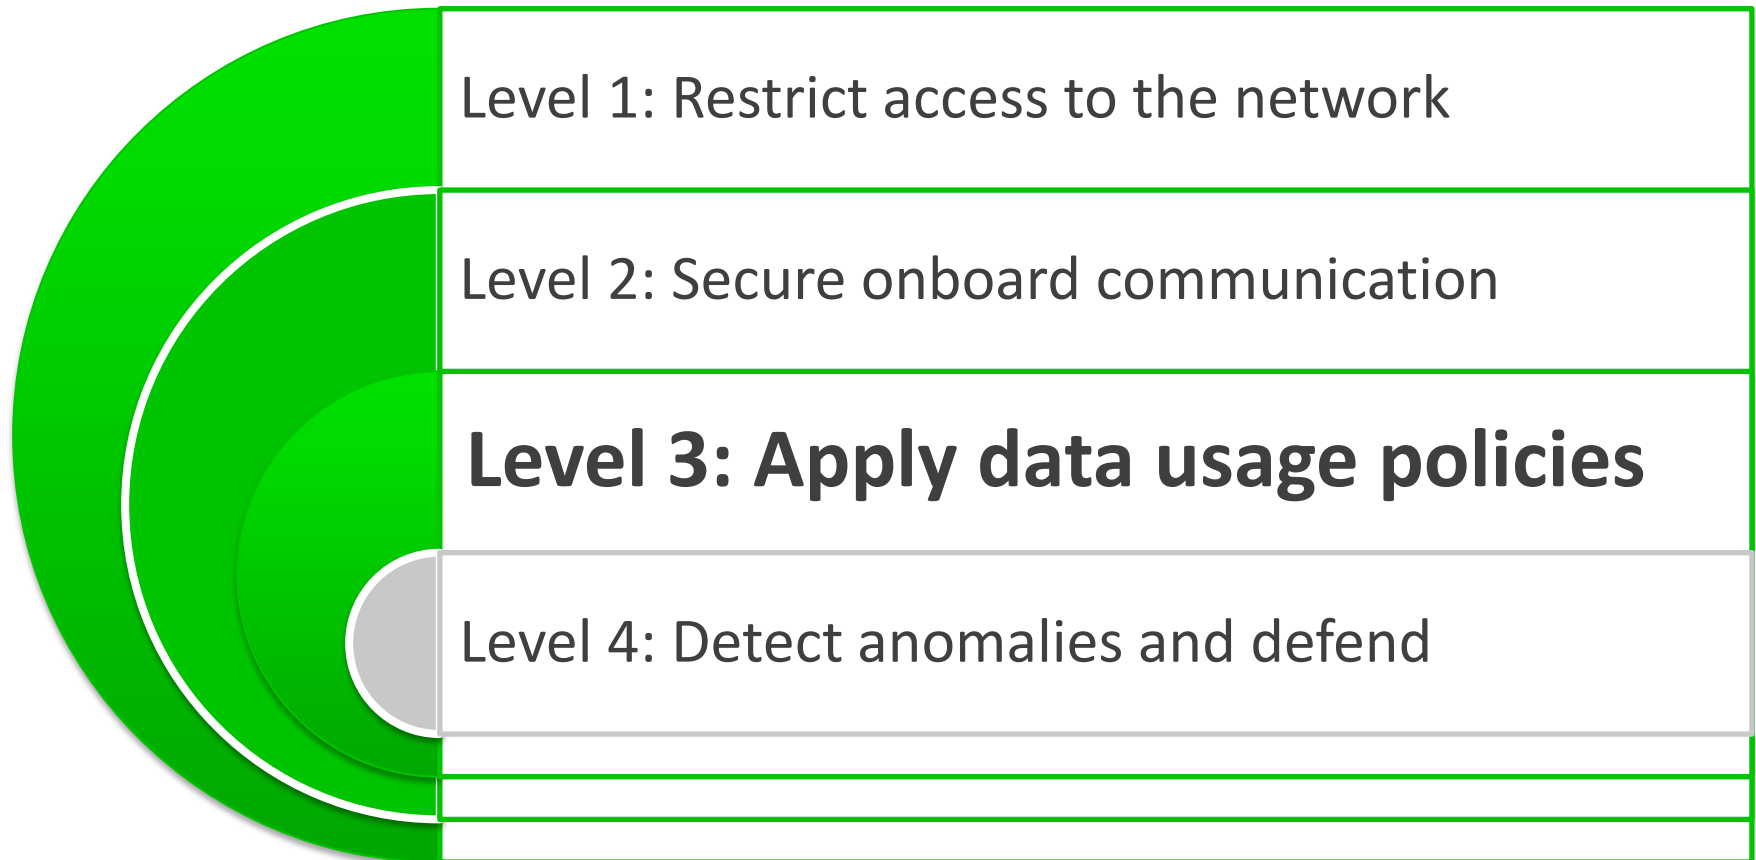 Level 1: Restrict access to the network
Level 2: Secure onboard communication
Level 3: Apply data usage policies
Level 4: Detect anomalies and defend